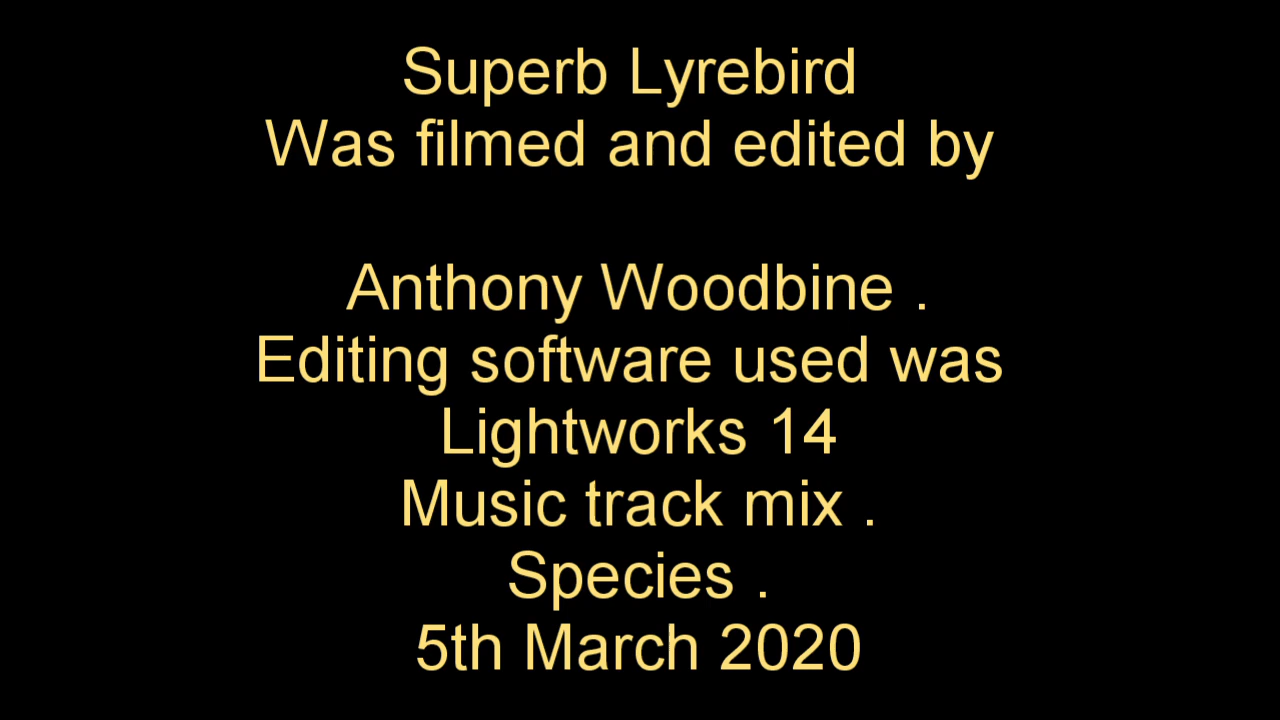 Superb Lyrebird
Was filmed and edited by
Anthony Woodbine .
Editing software used was
Lightworks 14
Music track mix .
Species .
5th March 2020